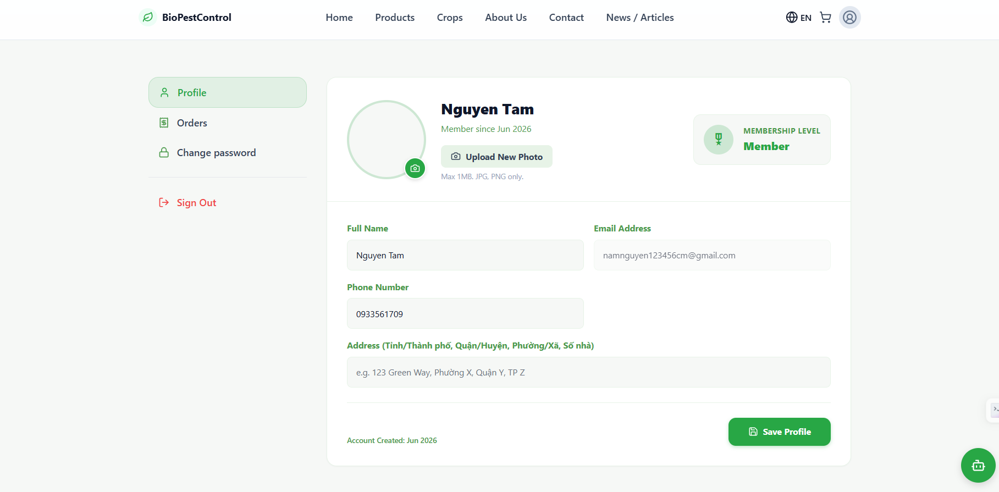 BioPestControl
Home
Products
Crops
About Us
Contact
News / Articles
EN
Profile
Orders
Change password
Sign Out
Nguyen Tam
Member since Jun 2026
Upload New Photo
Max 1MB. JPG, PNG only.
MEMBERSHIP LEVEL
Member
Full Name
Nguyen Tam
Email Address
namnguyen123456cm@gmail.com
Phone Number
0933561709
Address (Tỉnh/Thành phố, Quận/Huyện, Phường/Xã, Số nhà)
e.g. 123 Green Way, Phường X, Quận Y, TP Z
Account Created: Jun 2026
Save Profile